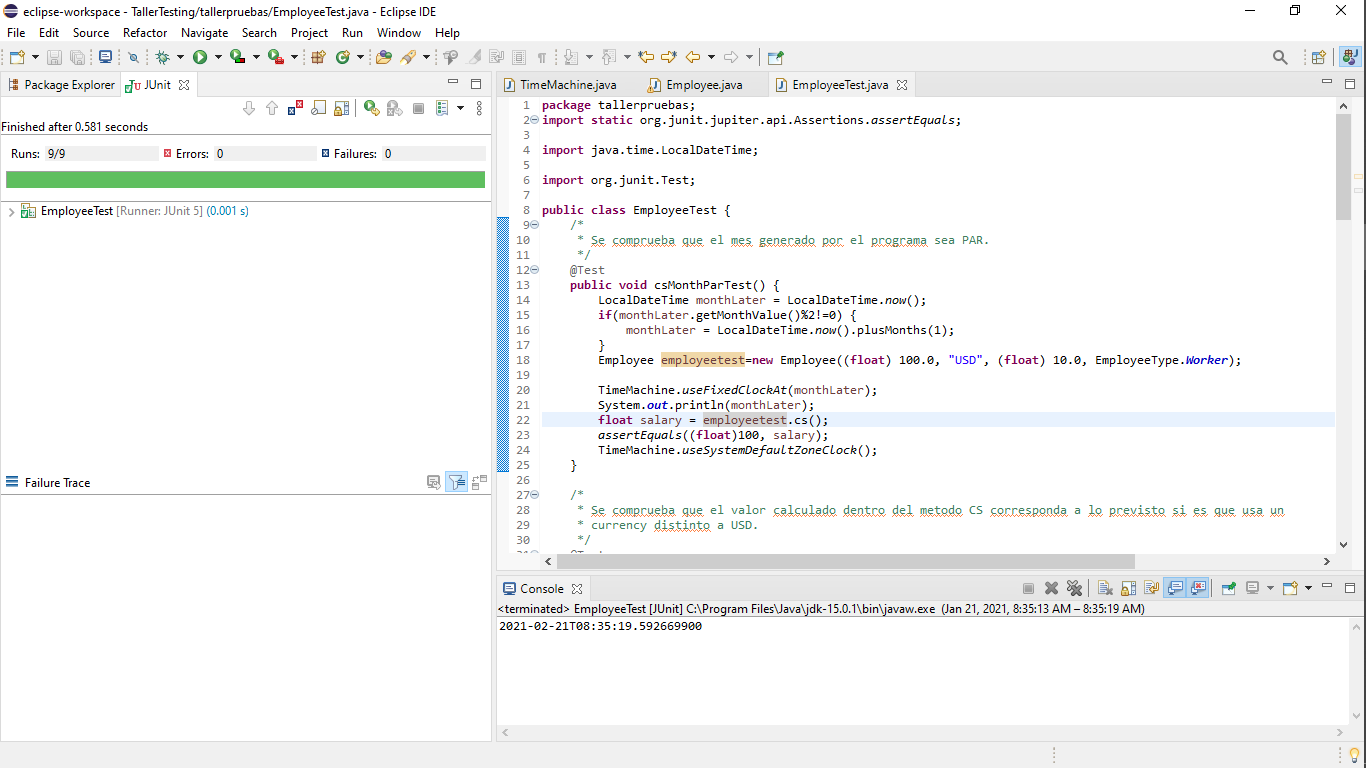 eclipse-workspace - TallerTesting/tallerpruebas/EmployeeTest.java - Eclipse IDE
File Edit Source Refactor Navigate Search Project Run Window Help
Package Explorer JUnit
Finished after 0.581 seconds
Runs: 9/9 Errors: 0 Failures: 0
EmployeeTest [Runner: JUnit 5] (0.001 s)
Failure Trace
TimeMachine.java Employee.java EmployeeTest.java
1 package tallerpruebas;
2 import static org.junit.jupiter.api.Assertions.assertEquals;
3
4 import java.time.LocalDateTime;
5
6 import org.junit.Test;
7
8 public class EmployeeTest {
9 /*
10 * Se comprueba que el mes generado por el programa sea PAR.
11 */
12 @Test
13 public void csMonthParTest() {
14 LocalDateTime monthLater = LocalDateTime.now();
15 if(monthLater.getMonthValue()%2!=0) {
16 monthLater = LocalDateTime.now().plusMonths(1);
17 }
18 Employee employeetest=new Employee((float) 100.0, "USD", (float) 10.0, EmployeeType.Worker);
19
20 TimeMachine.useFixedClockAt(monthLater);
21 System.out.println(monthLater);
22 float salary = employeetest.cs();
23 assertEquals((float)100, salary);
24 TimeMachine.useSystemDefaultZoneClock();
25 }
26
27 /*
28 * Se comprueba que el valor calculado dentro del metodo CS corresponda a lo previsto si es que usa un
29 * currency distinto a USD.
30 */
Console
<terminated> EmployeeTest [JUnit] C:\Program Files\Java\jdk-15.0.1\bin\javaw.exe (Jan 21, 2021, 8:35:13 AM – 8:35:19 AM)
2021-02-21T08:35:19.592669900